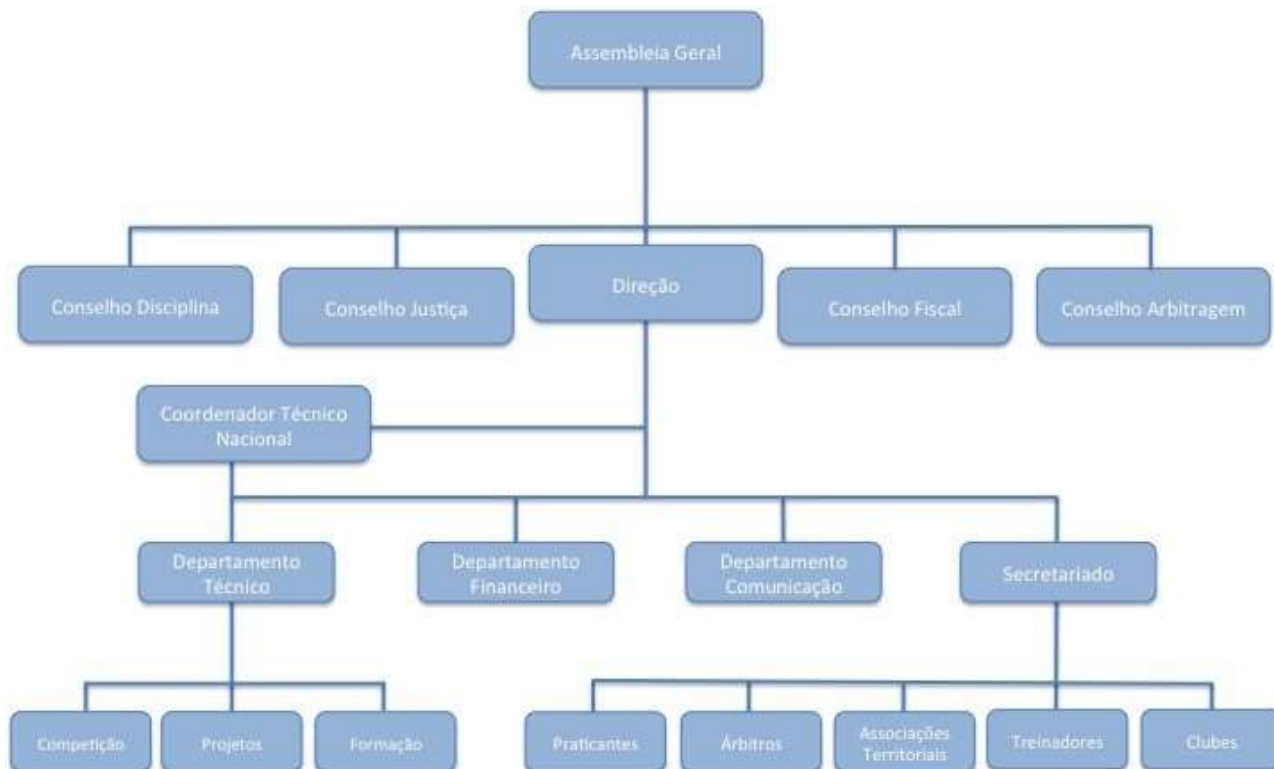 Assembleia Geral
Conselho Disciplina
Conselho Justiça
Direção
Conselho Fiscal
Conselho Arbitragem
Coordenador Técnico
Nacional
Departamento
Técnico
Departamento
Financeiro
Departamento
Comunicação
Secretariado
Competição
Projetos
Formação
Praticantes
Árbitros
Associações
Territoriais
Treinadores
Clubes